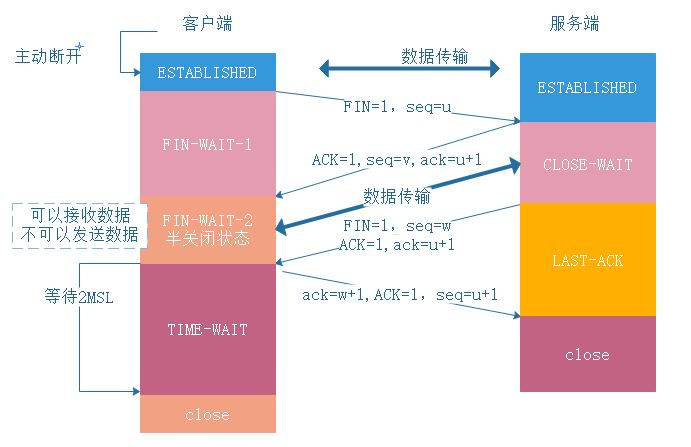 客户端
服务端
主动断开
数据传输
ESTABLISHED
ESTABLISHED
FIN=1，seq=u
FIN-WAIT-1
ACK=1,seq=v,ack=u+1
CLOSE-WAIT
数据传输
可以接收数据
不可以发送数据
FIN-WAIT-2
半关闭状态
FIN=1，seq=w
ACK=1,ack=u+1
LAST-ACK
等待2MSL
ack=w+1,ACK=1，seq=u+1
TIME-WAIT
close
close